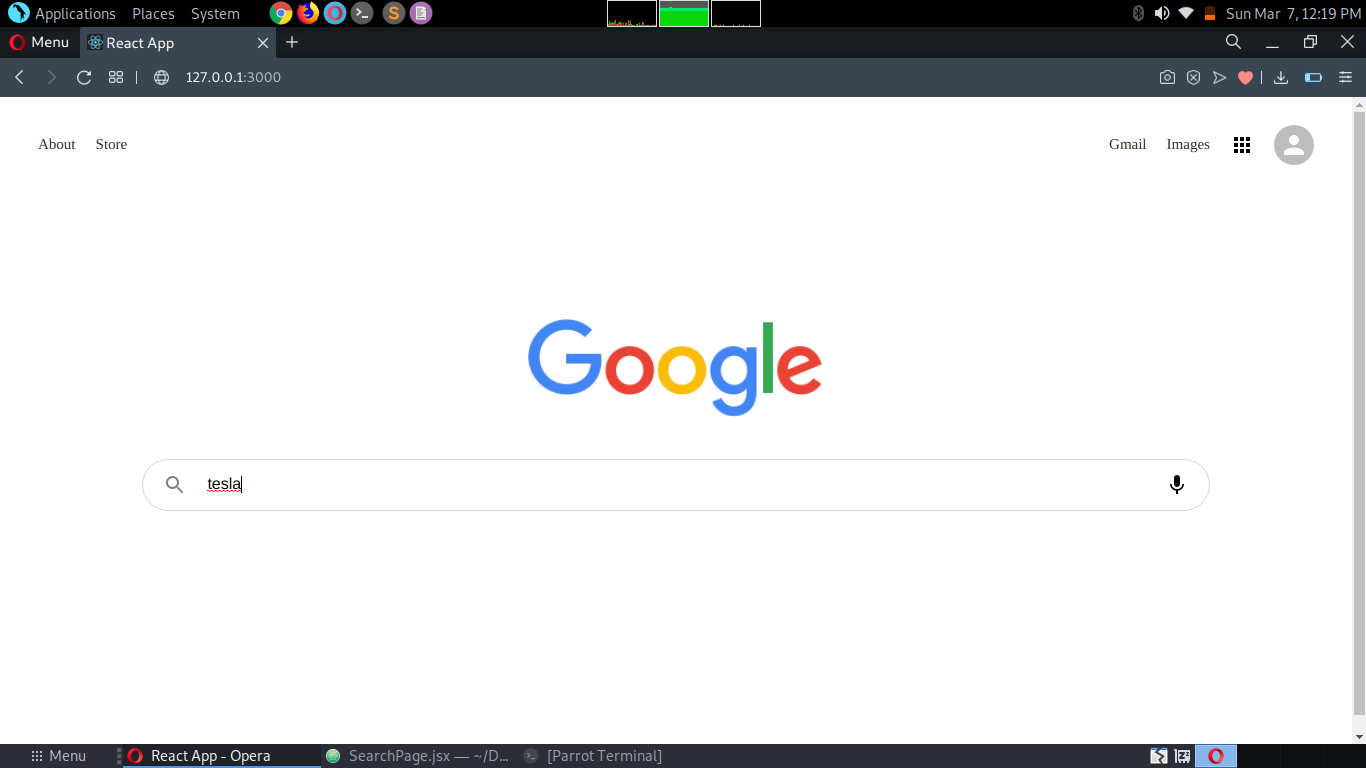 Applications Places System Sun Mar 7, 12:19 PM
Menu React App
127.0.0.1:3000
About Store Gmail Images
Google
tesla
Menu React App - Opera SearchPage.jsx — ~/D... [Parrot Terminal]